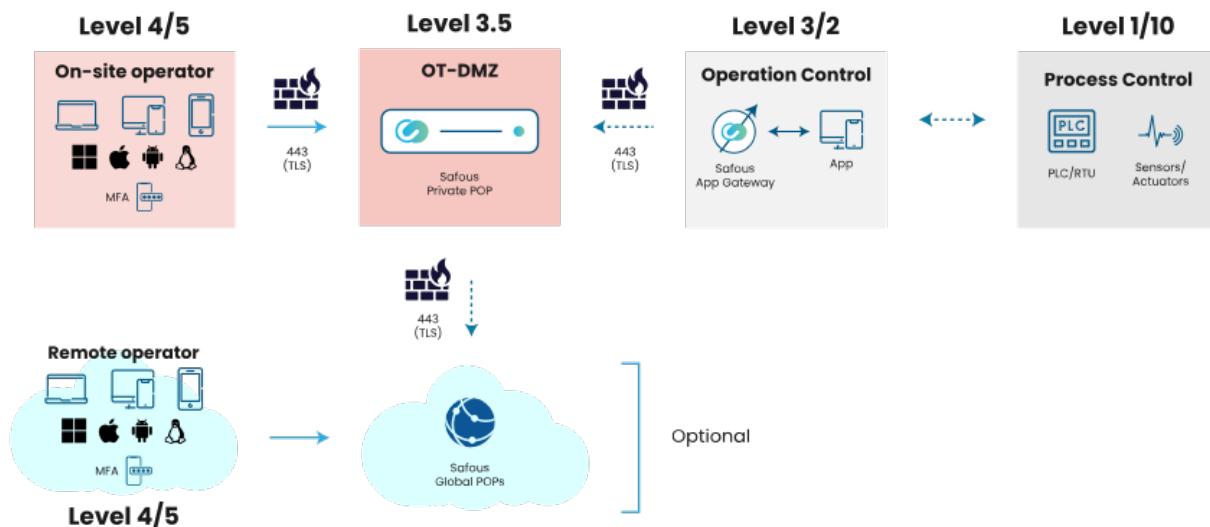 Level 4/5
Level 3.5
Level 3/2
Level 1/10
On-site operator
MFA
443
(TLS)
OT-DMZ
Safous
Private POP
443
(TLS)
Operation Control
Safous
App Gateway
App
Process Control
PLC
PLC/RTU
Sensors/
Actuators
443
(TLS)
Remote operator
MFA
Level 4/5
Safous
Global POPs
Optional